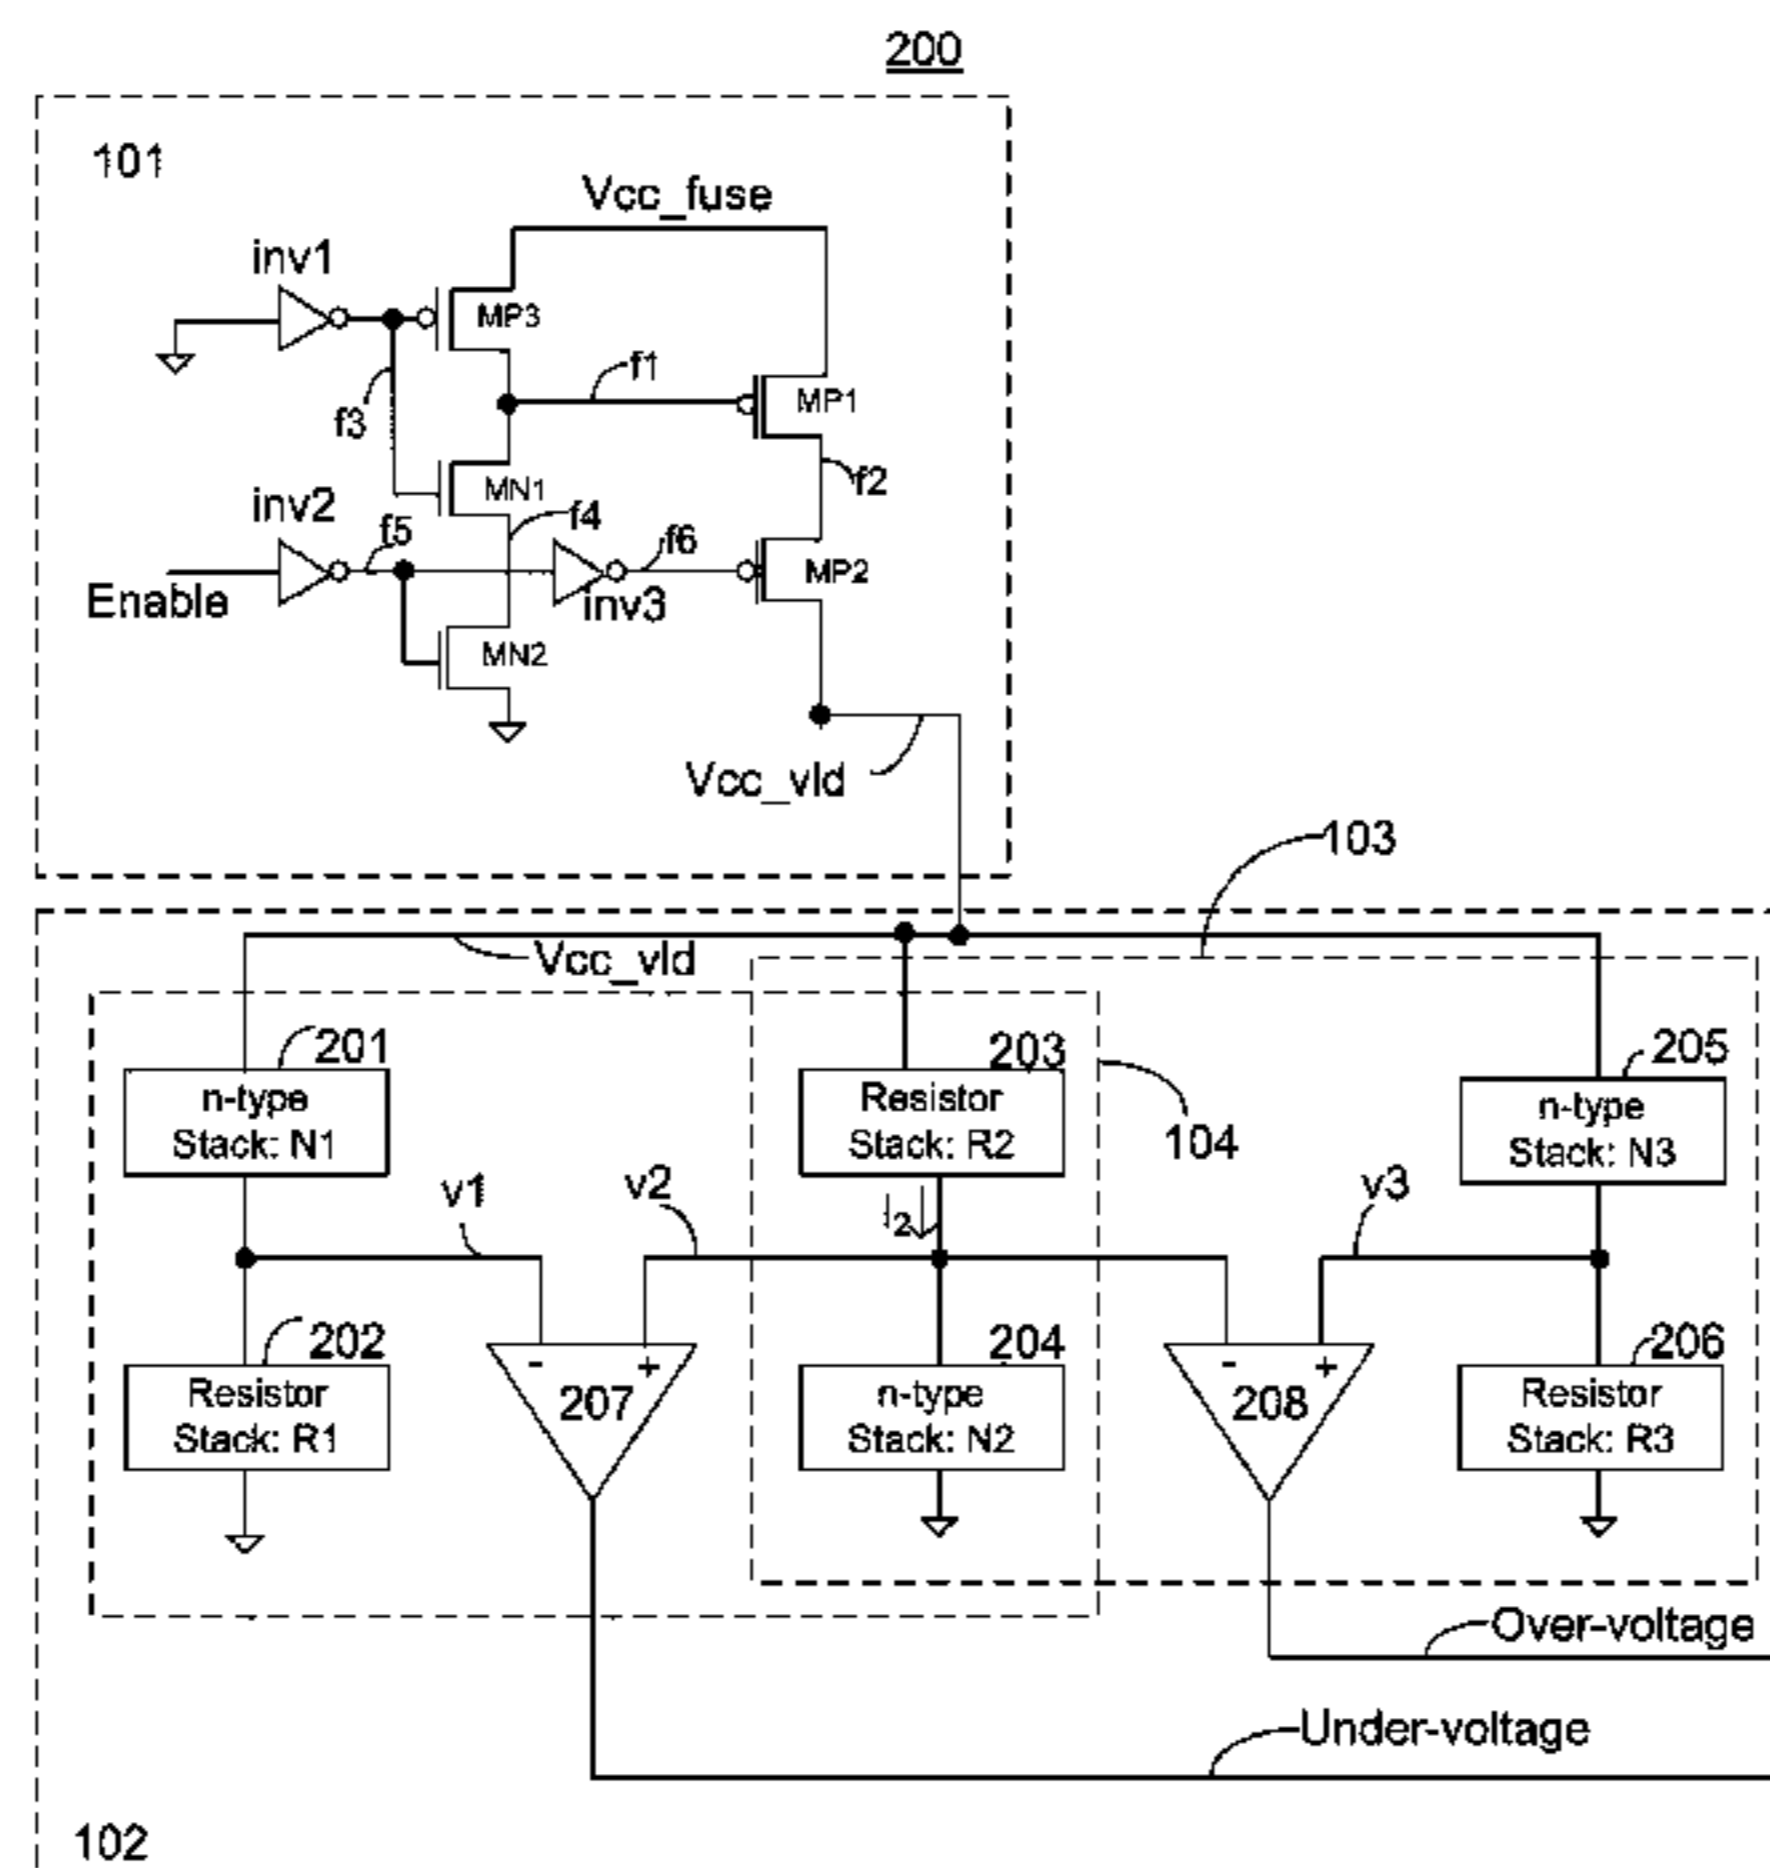 200
101
Vcc_fuse
inv1
MP3
f1
MP1
f3
f2
MN1
inv2
f5
f4
f6
MP2
Enable
inv3
MN2
Vcc_vld
103
Vcc_vld
201
203
205
n-type
Stack: N1
Resistor
Stack: R2
n-type
Stack: N3
104
v1
v2
I2
v3
202
204
206
- +
207
- +
208
Resistor
Stack: R1
n-type
Stack: N2
Resistor
Stack: R3
Over-voltage
Under-voltage
102